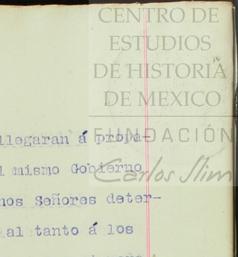 CENTRO DE
ESTUDIOS
DE HISTORIA
DE MEXICO
llegaran á propa-
FUNDACIÓN
l mismo Gobierno
Carlos Slim
nos Señores deter-
al tanto á los